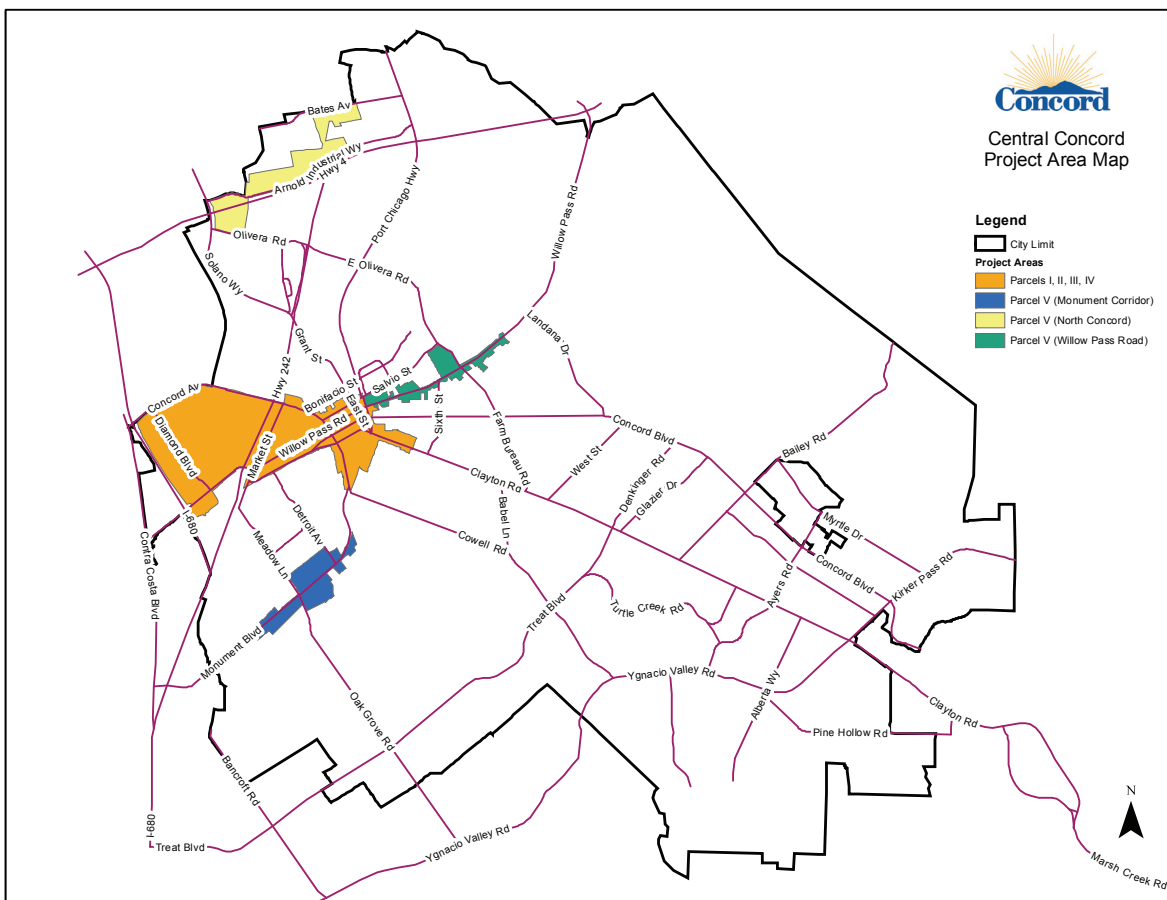 Concord
Central Concord
Project Area Map
Legend
City Limit
Project Areas
Parcels I, II, III, IV
Parcel V (Monument Corridor)
Parcel V (North Concord)
Parcel V (Willow Pass Road)
Bates Av
Arnold Industrial Wy
Hwy 4
Port Chicago Hwy
Willow Pass Rd
Olivera Rd
Solano Wy
E Olivera Rd
Grant St
Landana Dr
Hwy 242
Concord Av
Diamond Blvd
Bonifacio St
Salvio St
East St
Market St
Willow Pass Rd
Sixth St
Farm Bureau Rd
Concord Blvd
West St
Denkinger Rd
Glazier Dr
Bailey Rd
Clayton Rd
I-680
Contra Costa Blvd
Detroit Av
Meadow Ln
Cowell Rd
Babel Ln
Myrtle Dr
Concord Blvd
Kirker Pass Rd
Ayers Rd
Turtle Creek Rd
Treat Blvd
Monument Blvd
Ygnacio Valley Rd
Alberta Wy
Clayton Rd
Pine Hollow Rd
Oak Grove Rd
Bancroft Rd
I-680
Treat Blvd
Ygnacio Valley Rd
N
Marsh Creek Rd